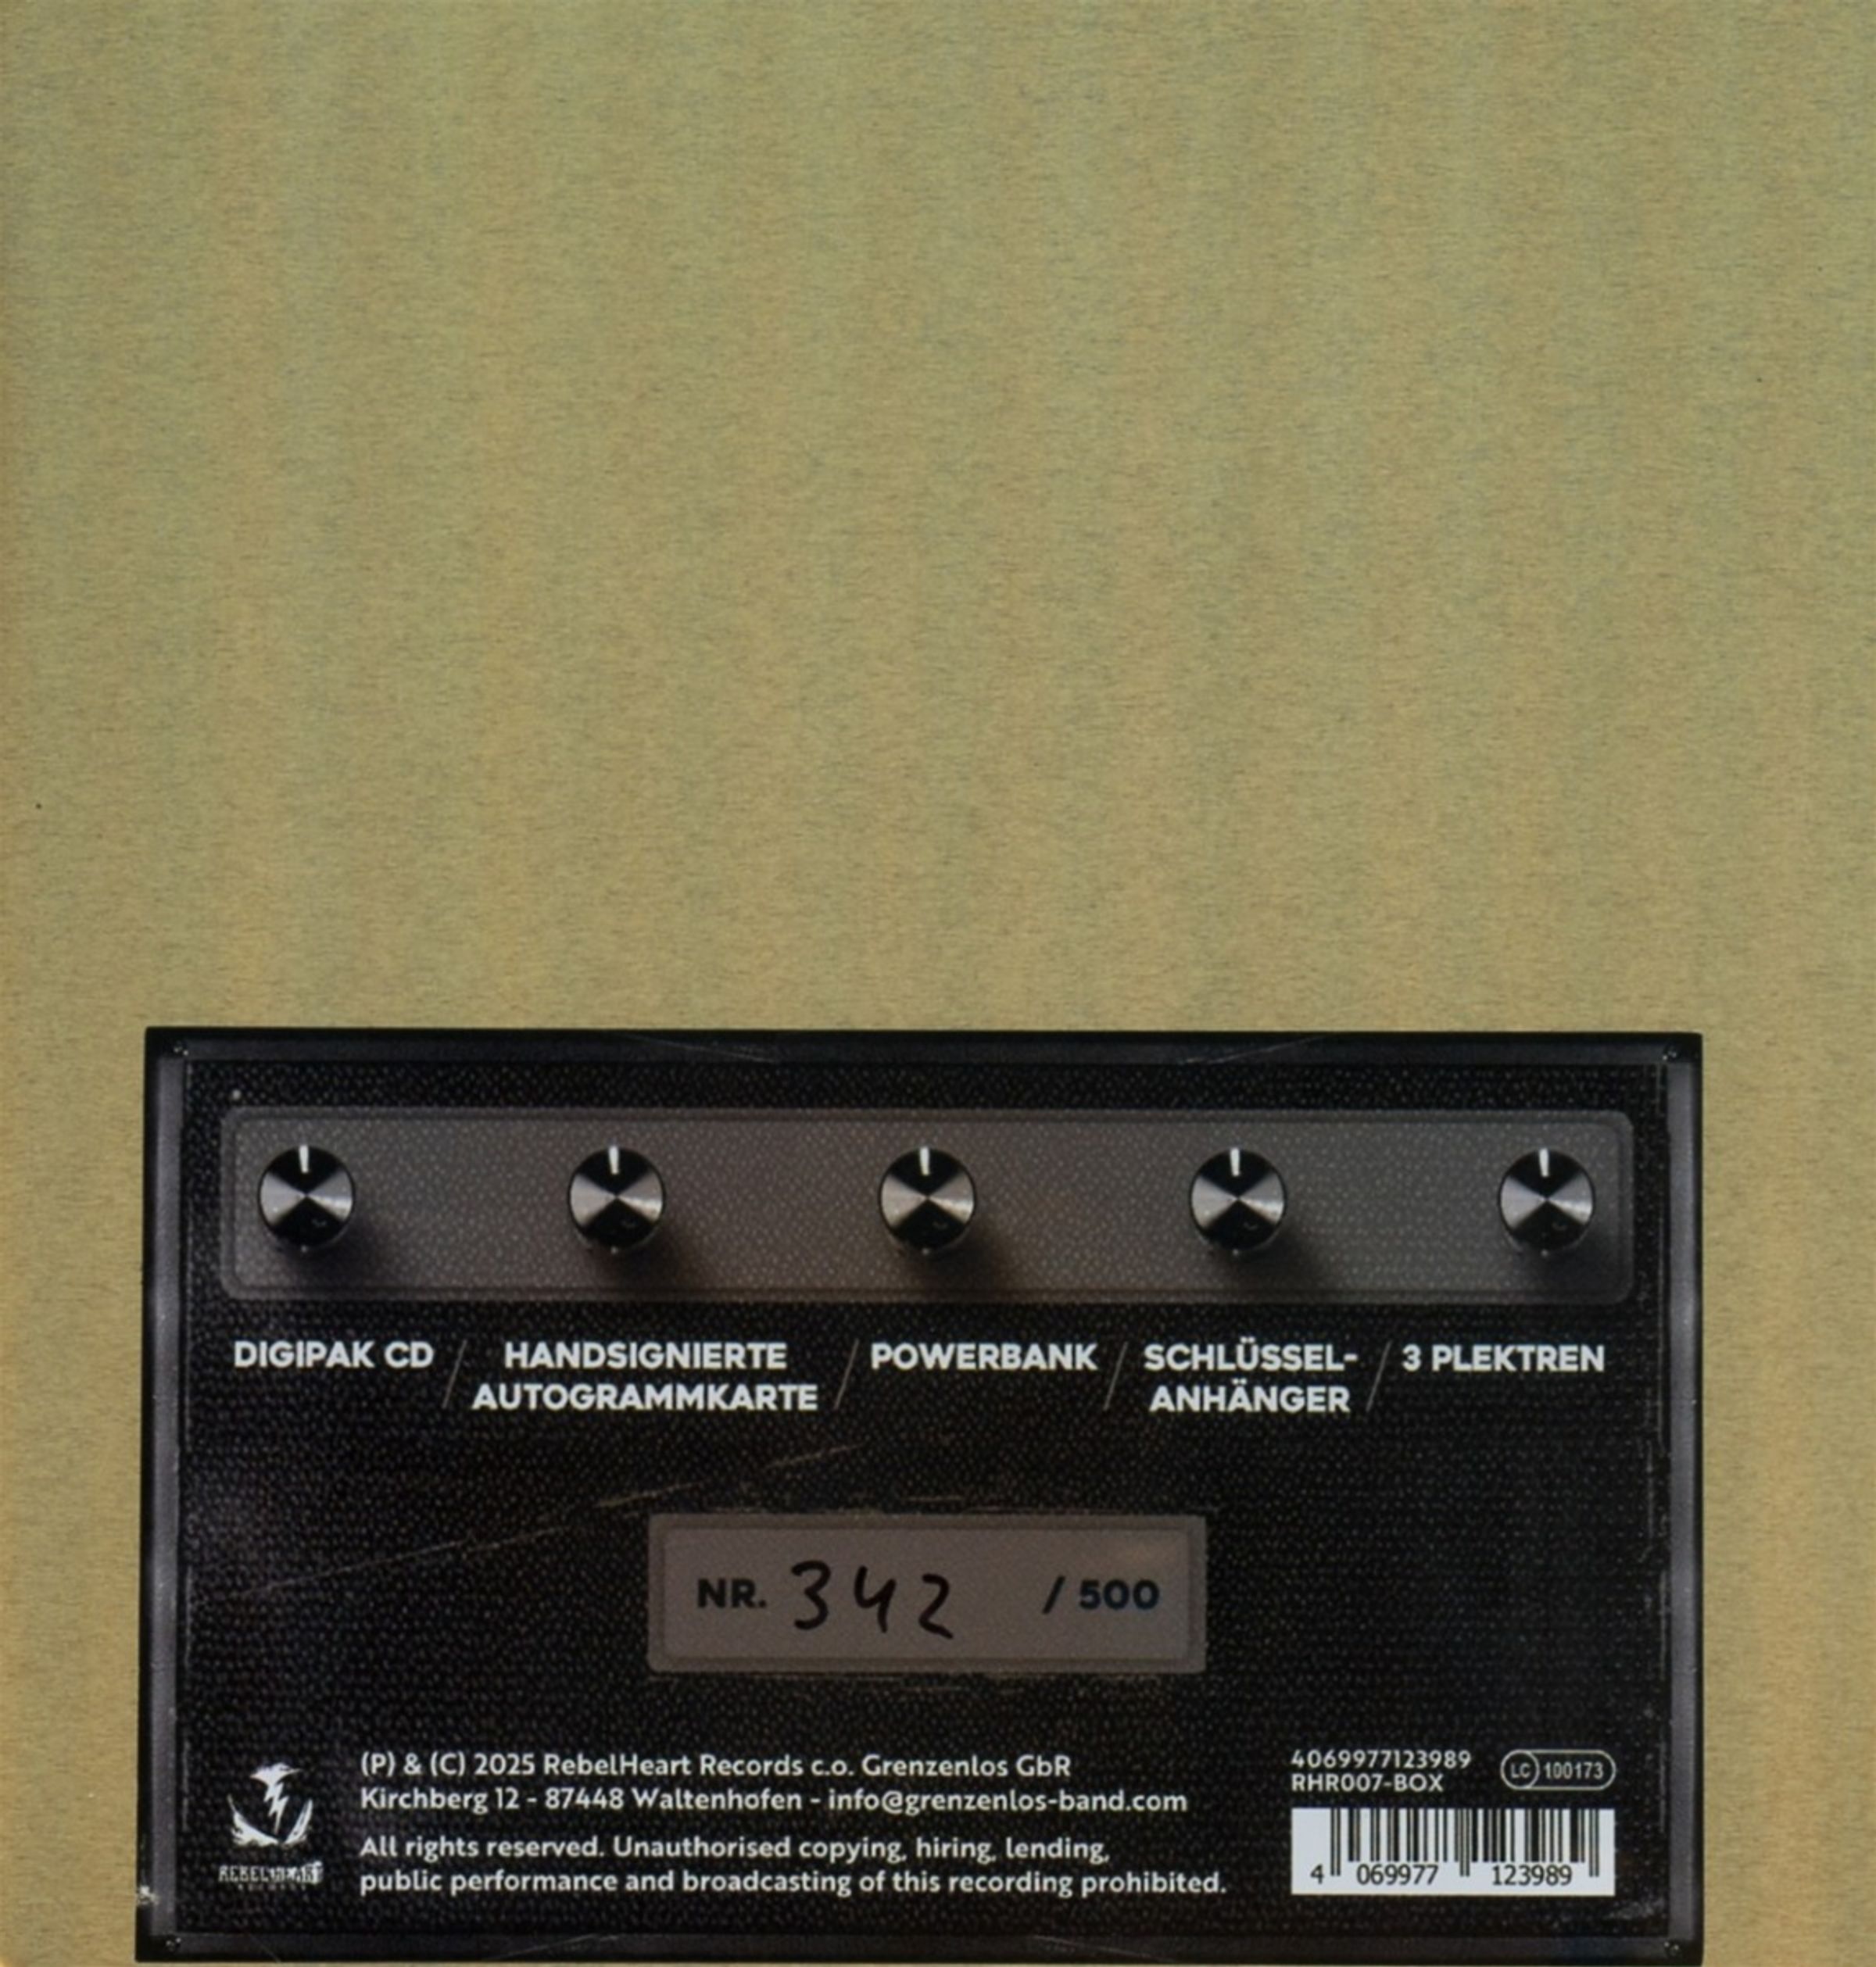 DIGIPAK CD / HANDSIGNIERTE AUTOGRAMMKARTE / POWERBANK / SCHLÜSSEL-ANHÄNGER / 3 PLEKTREN
NR. 342 / 500
(P) & (C) 2025 RebelHeart Records c.o. Grenzenlos GbR
Kirchberg 12 - 87448 Waltenhofen - info@grenzenlos-band.com
All rights reserved. Unauthorised copying, hiring, lending,
public performance and broadcasting of this recording prohibited.
REBELHEART
4069977123989
RHR007-BOX
LC 100173
4 069977 123989